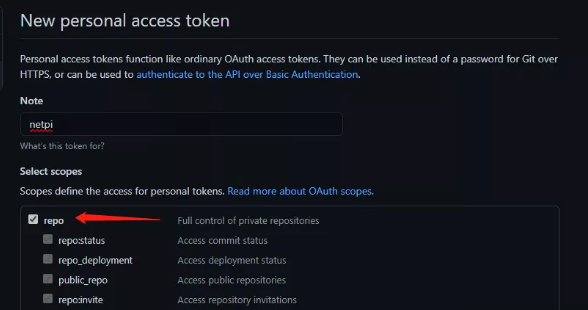 New personal access token
Personal access tokens function like ordinary OAuth access tokens. They can be used instead of a password for Git over
HTTPS, or can be used to authenticate to the API over Basic Authentication.
Note
netpi
What's this token for?
Select scopes
Scopes define the access for personal tokens. Read more about OAuth scopes.
repo Full control of private repositories
repo:status Access commit status
repo_deployment Access deployment status
public_repo Access public repositories
repo:invite Access repository invitations